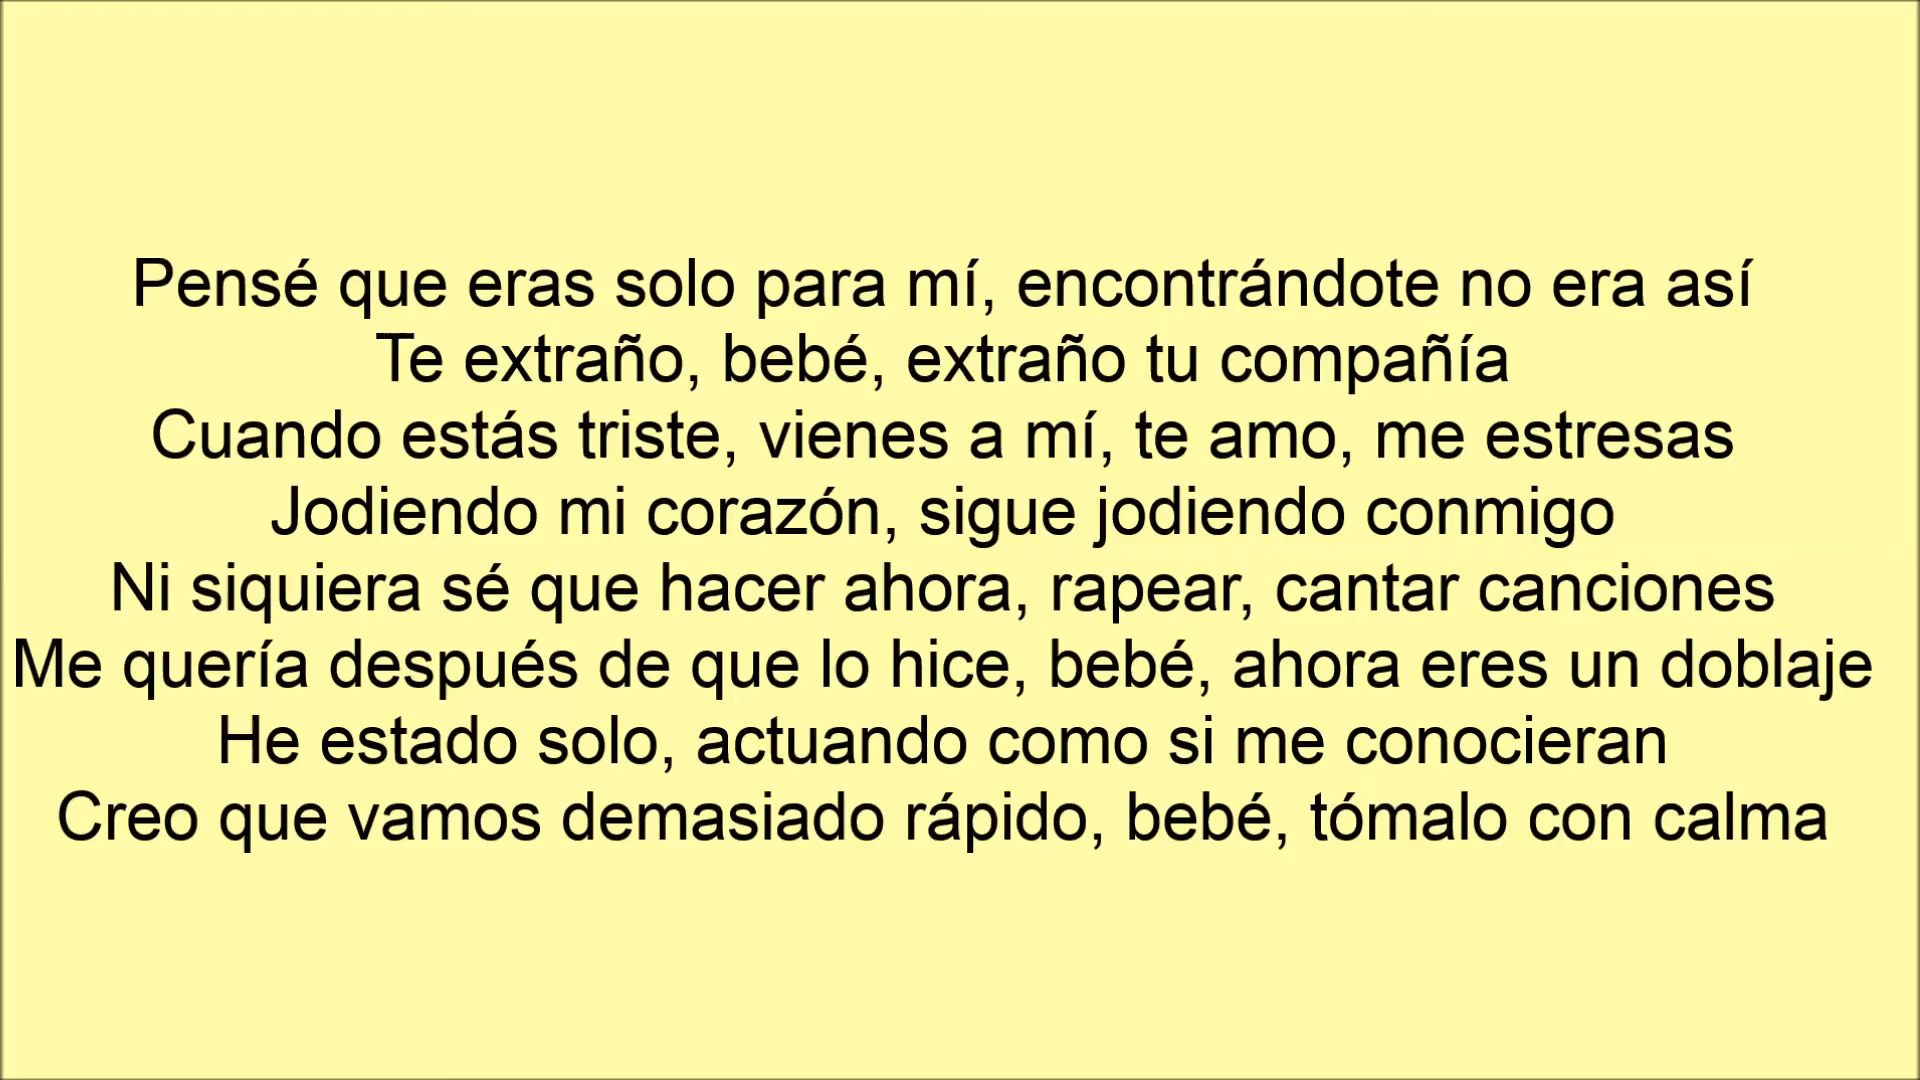 Pensé que eras solo para mí, encontrándote no era así
Te extraño, bebé, extraño tu compañía
Cuando estás triste, vienes a mí, te amo, me estresas
Jodiendo mi corazón, sigue jodiendo conmigo
Ni siquiera sé que hacer ahora, rapear, cantar canciones
Me quería después de que lo hice, bebé, ahora eres un doblaje
He estado solo, actuando como si me conocieran
Creo que vamos demasiado rápido, bebé, tómalo con calma